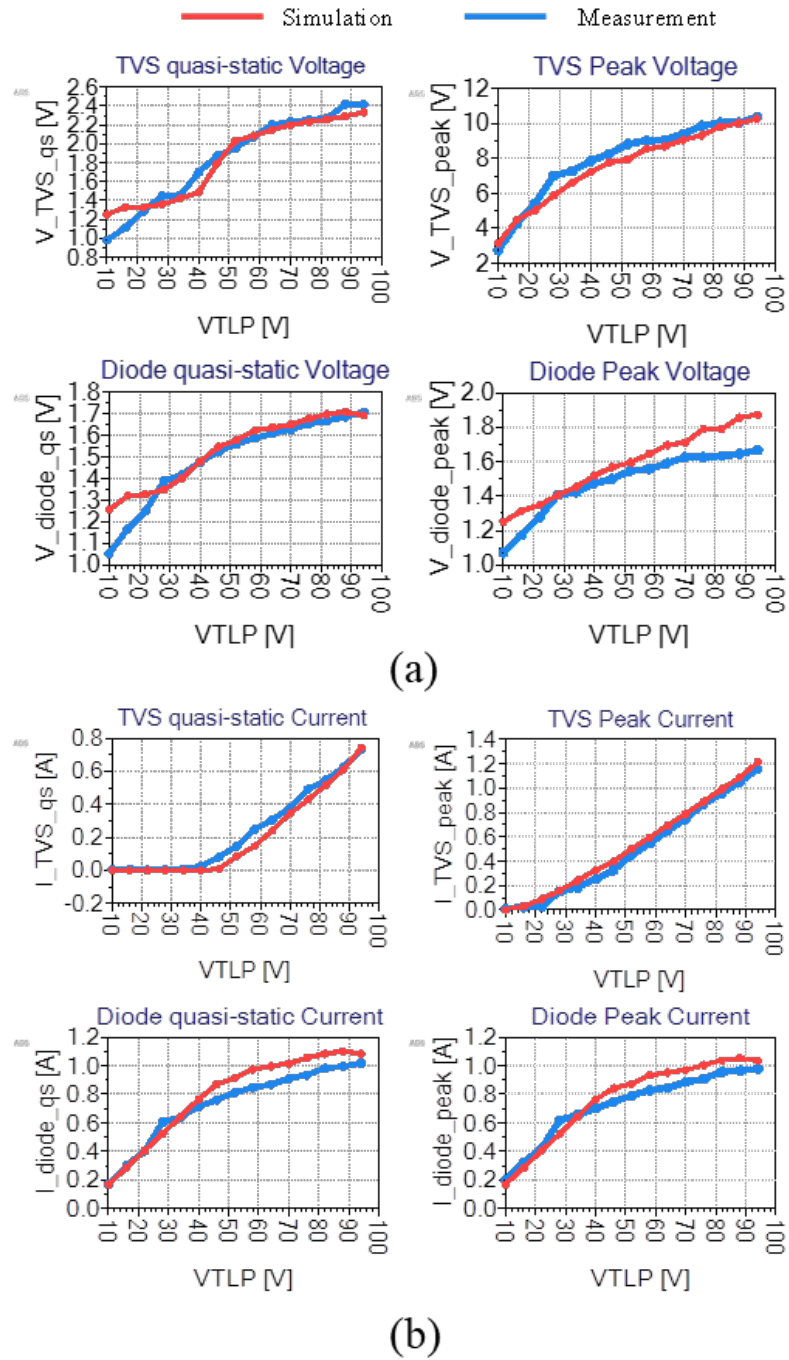 Simulation Measurement
ADS
TVS quasi-static Voltage
V_TVS_qs [V]
2.6
2.4
2.2
2.0
1.8
1.6
1.4
1.2
1.0
0.8
10 20 30 40 50 60 70 80 90 100
VTLP [V]
ADS
TVS Peak Voltage
V_TVS_peak [V]
12
10
8
6
4
2
10 20 30 40 50 60 70 80 90 100
VTLP [V]
ADS
Diode quasi-static Voltage
V_diode_qs [V]
1.8
1.7
1.6
1.5
1.4
1.3
1.2
1.1
1.0
10 20 30 40 50 60 70 80 90 100
VTLP [V]
ADS
Diode Peak Voltage
V_diode_peak [V]
2.0
1.8
1.6
1.4
1.2
1.0
10 20 30 40 50 60 70 80 90 100
VTLP [V]
(a)
ADS
TVS quasi-static Current
I_TVS_qs [A]
0.8
0.6
0.4
0.2
0.0
-0.2
10 20 30 40 50 60 70 80 90 100
VTLP [V]
ADS
TVS Peak Current
I_TVS_peak [A]
1.4
1.2
1.0
0.8
0.6
0.4
0.2
0.0
10 20 30 40 50 60 70 80 90 100
VTLP [V]
ADS
Diode quasi-static Current
I_diode_qs [A]
1.2
1.0
0.8
0.6
0.4
0.2
0.0
10 20 30 40 50 60 70 80 90 100
VTLP [V]
ADS
Diode Peak Current
I_diode_peak [A]
1.2
1.0
0.8
0.6
0.4
0.2
0.0
10 20 30 40 50 60 70 80 90 100
VTLP [V]
(b)